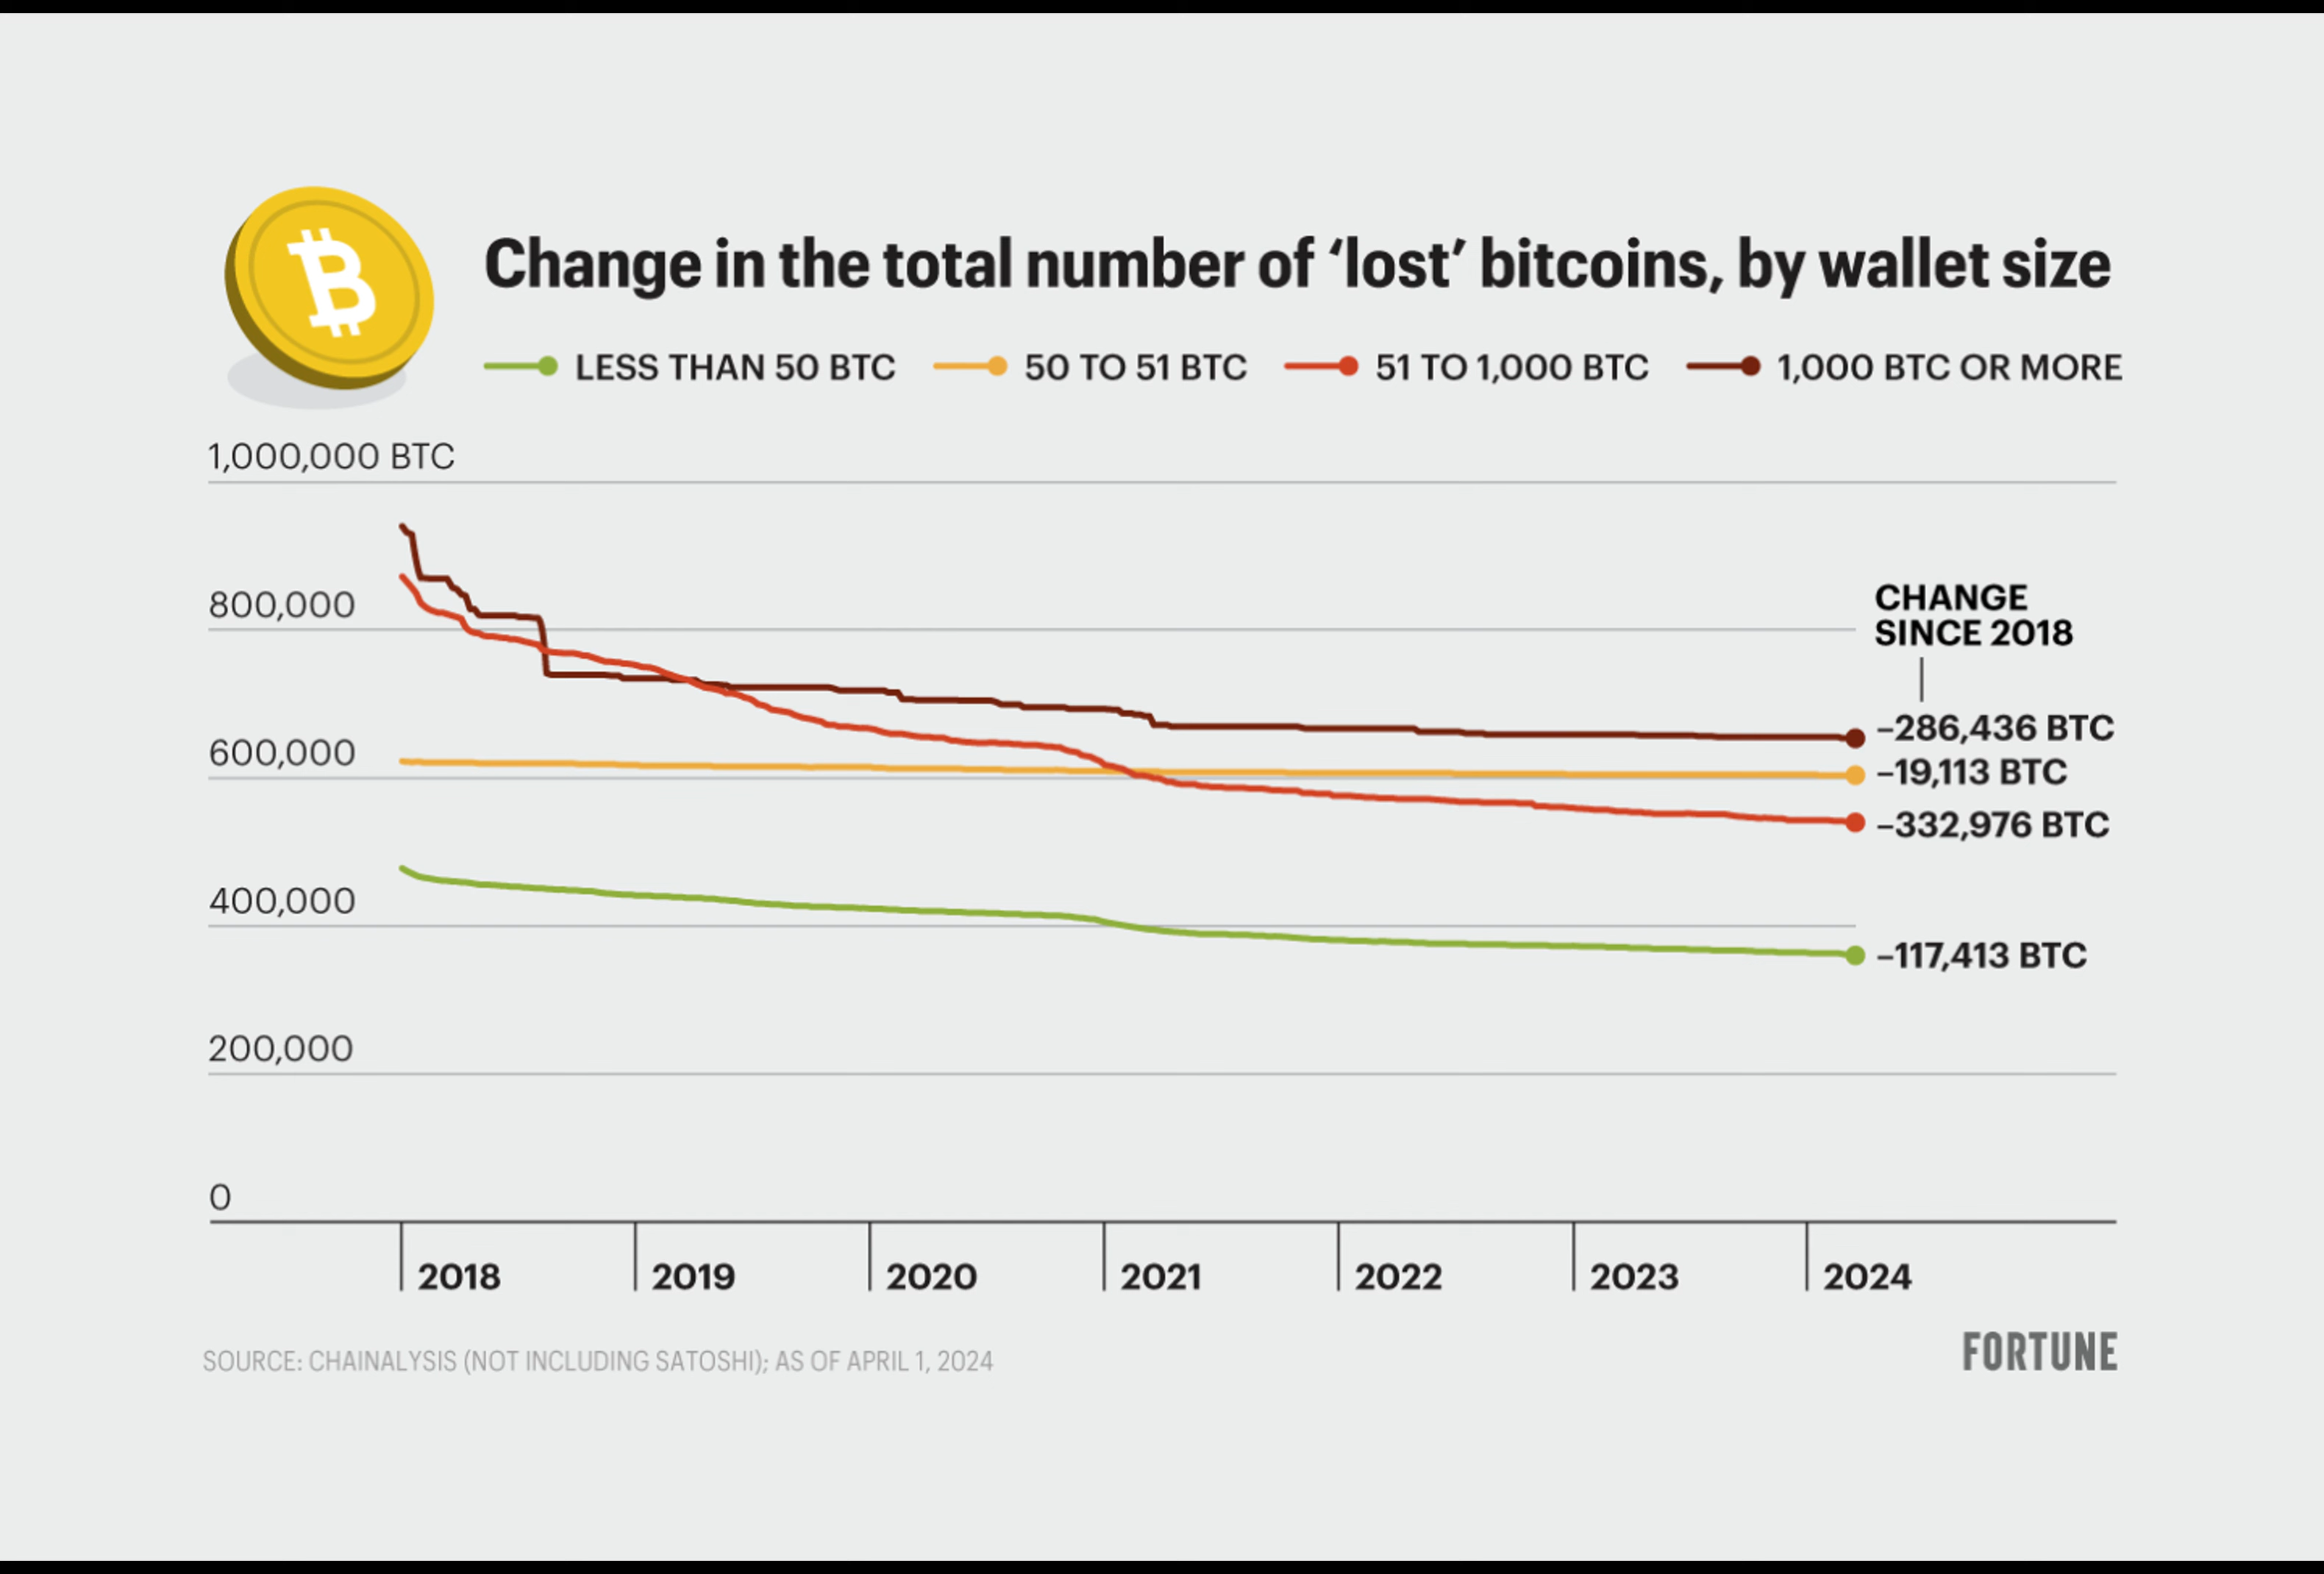 Change in the total number of ‘lost’ bitcoins, by wallet size
LESS THAN 50 BTC 50 TO 51 BTC 51 TO 1,000 BTC 1,000 BTC OR MORE
1,000,000 BTC
800,000
CHANGE
SINCE 2018
–286,436 BTC
600,000
–19,113 BTC
–332,976 BTC
400,000
–117,413 BTC
200,000
0
2018 2019 2020 2021 2022 2023 2024
SOURCE: CHAINALYSIS (NOT INCLUDING SATOSHI); AS OF APRIL 1, 2024
FORTUNE